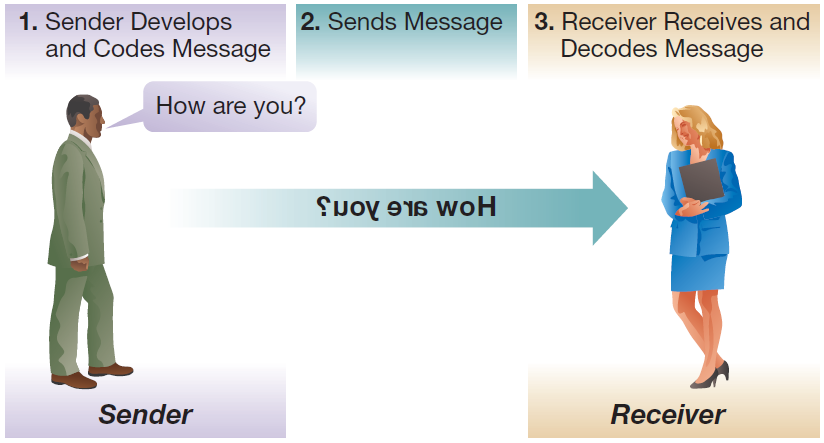 1. Sender Develops
and Codes Message
2. Sends Message
3. Receiver Receives and
Decodes Message
How are you?
How are you?
Sender
Receiver